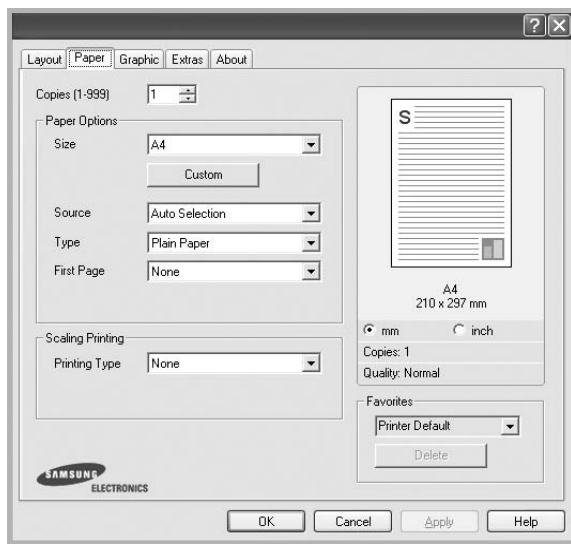 Layout Paper Graphic Extras About
Copies (1-999) 1
Paper Options
Size A4
Custom
Source Auto Selection
Type Plain Paper
First Page None
Scaling Printing
Printing Type None
SAMSUNG
ELECTRONICS
S
A4
210 x 297 mm
mm inch
Copies: 1
Quality: Normal
Favorites
Printer Default
Delete
OK Cancel Apply Help